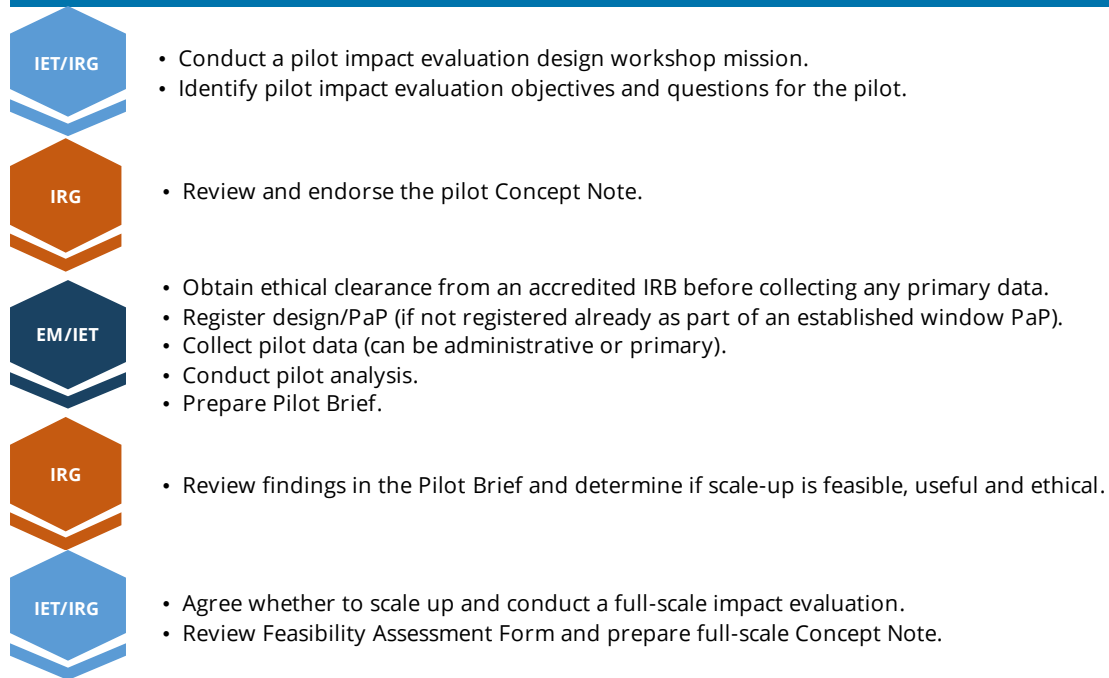 IET/IRG
• Conduct a pilot impact evaluation design workshop mission.
• Identify pilot impact evaluation objectives and questions for the pilot.
IRG
• Review and endorse the pilot Concept Note.
EM/IET
• Obtain ethical clearance from an accredited IRB before collecting any primary data.
• Register design/PaP (if not registered already as part of an established window PaP).
• Collect pilot data (can be administrative or primary).
• Conduct pilot analysis.
• Prepare Pilot Brief.
IRG
• Review findings in the Pilot Brief and determine if scale-up is feasible, useful and ethical.
IET/IRG
• Agree whether to scale up and conduct a full-scale impact evaluation.
• Review Feasibility Assessment Form and prepare full-scale Concept Note.